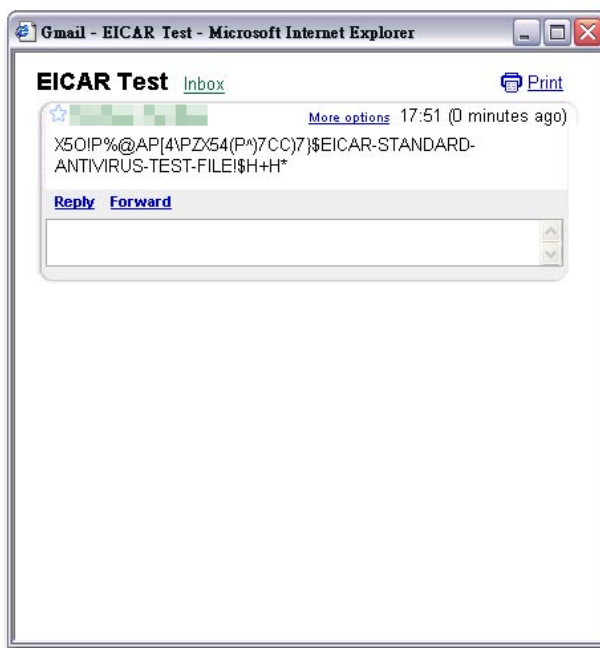 Gmail - EICAR Test - Microsoft Internet Explorer
EICAR Test Inbox Print
More options 17:51 (0 minutes ago)
X5O!P%@AP[4\PZX54(P^)7CC)7}$EICAR-STANDARD-
ANTIVIRUS-TEST-FILE!$H+H*
Reply Forward